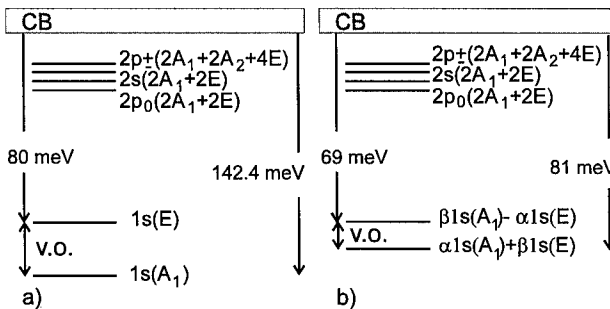 CB
2p±(2A₁+2A₂+4E)
2s(2A₁+2E)
2p₀(2A₁+2E)
80 meV
142.4 meV
1s(E)
v.o.
1s(A₁)
a)
CB
2p±(2A₁+2A₂+4E)
2s(2A₁+2E)
2p₀(2A₁+2E)
69 meV
81 meV
β1s(A₁)- α1s(E)
v.o.
α1s(A₁)+β1s(E)
b)